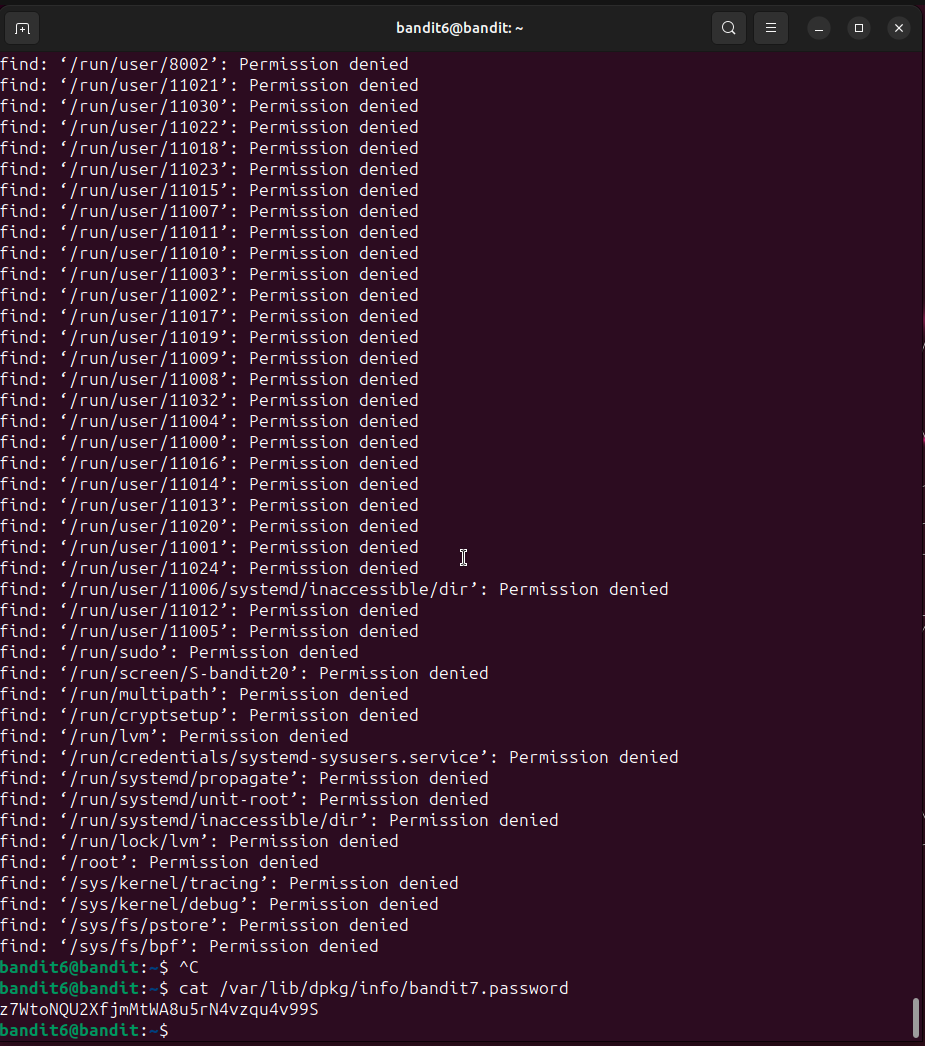 bandit6@bandit: ~
find: ‘/run/user/8002’: Permission denied
find: ‘/run/user/11021’: Permission denied
find: ‘/run/user/11030’: Permission denied
find: ‘/run/user/11022’: Permission denied
find: ‘/run/user/11018’: Permission denied
find: ‘/run/user/11023’: Permission denied
find: ‘/run/user/11015’: Permission denied
find: ‘/run/user/11007’: Permission denied
find: ‘/run/user/11011’: Permission denied
find: ‘/run/user/11010’: Permission denied
find: ‘/run/user/11003’: Permission denied
find: ‘/run/user/11002’: Permission denied
find: ‘/run/user/11017’: Permission denied
find: ‘/run/user/11019’: Permission denied
find: ‘/run/user/11009’: Permission denied
find: ‘/run/user/11008’: Permission denied
find: ‘/run/user/11032’: Permission denied
find: ‘/run/user/11004’: Permission denied
find: ‘/run/user/11000’: Permission denied
find: ‘/run/user/11016’: Permission denied
find: ‘/run/user/11014’: Permission denied
find: ‘/run/user/11013’: Permission denied
find: ‘/run/user/11020’: Permission denied
find: ‘/run/user/11001’: Permission denied
find: ‘/run/user/11024’: Permission denied
find: ‘/run/user/11006/systemd/inaccessible/dir’: Permission denied
find: ‘/run/user/11012’: Permission denied
find: ‘/run/user/11005’: Permission denied
find: ‘/run/sudo’: Permission denied
find: ‘/run/screen/S-bandit20’: Permission denied
find: ‘/run/multipath’: Permission denied
find: ‘/run/cryptsetup’: Permission denied
find: ‘/run/lvm’: Permission denied
find: ‘/run/credentials/systemd-sysusers.service’: Permission denied
find: ‘/run/systemd/propagate’: Permission denied
find: ‘/run/systemd/unit-root’: Permission denied
find: ‘/run/systemd/inaccessible/dir’: Permission denied
find: ‘/run/lock/lvm’: Permission denied
find: ‘/root’: Permission denied
find: ‘/sys/kernel/tracing’: Permission denied
find: ‘/sys/kernel/debug’: Permission denied
find: ‘/sys/fs/pstore’: Permission denied
find: ‘/sys/fs/bpf’: Permission denied
bandit6@bandit:~$ ^C
bandit6@bandit:~$ cat /var/lib/dpkg/info/bandit7.password
z7WtoNQU2XfjmMtWA8u5rN4vzqu4v99S
bandit6@bandit:~$